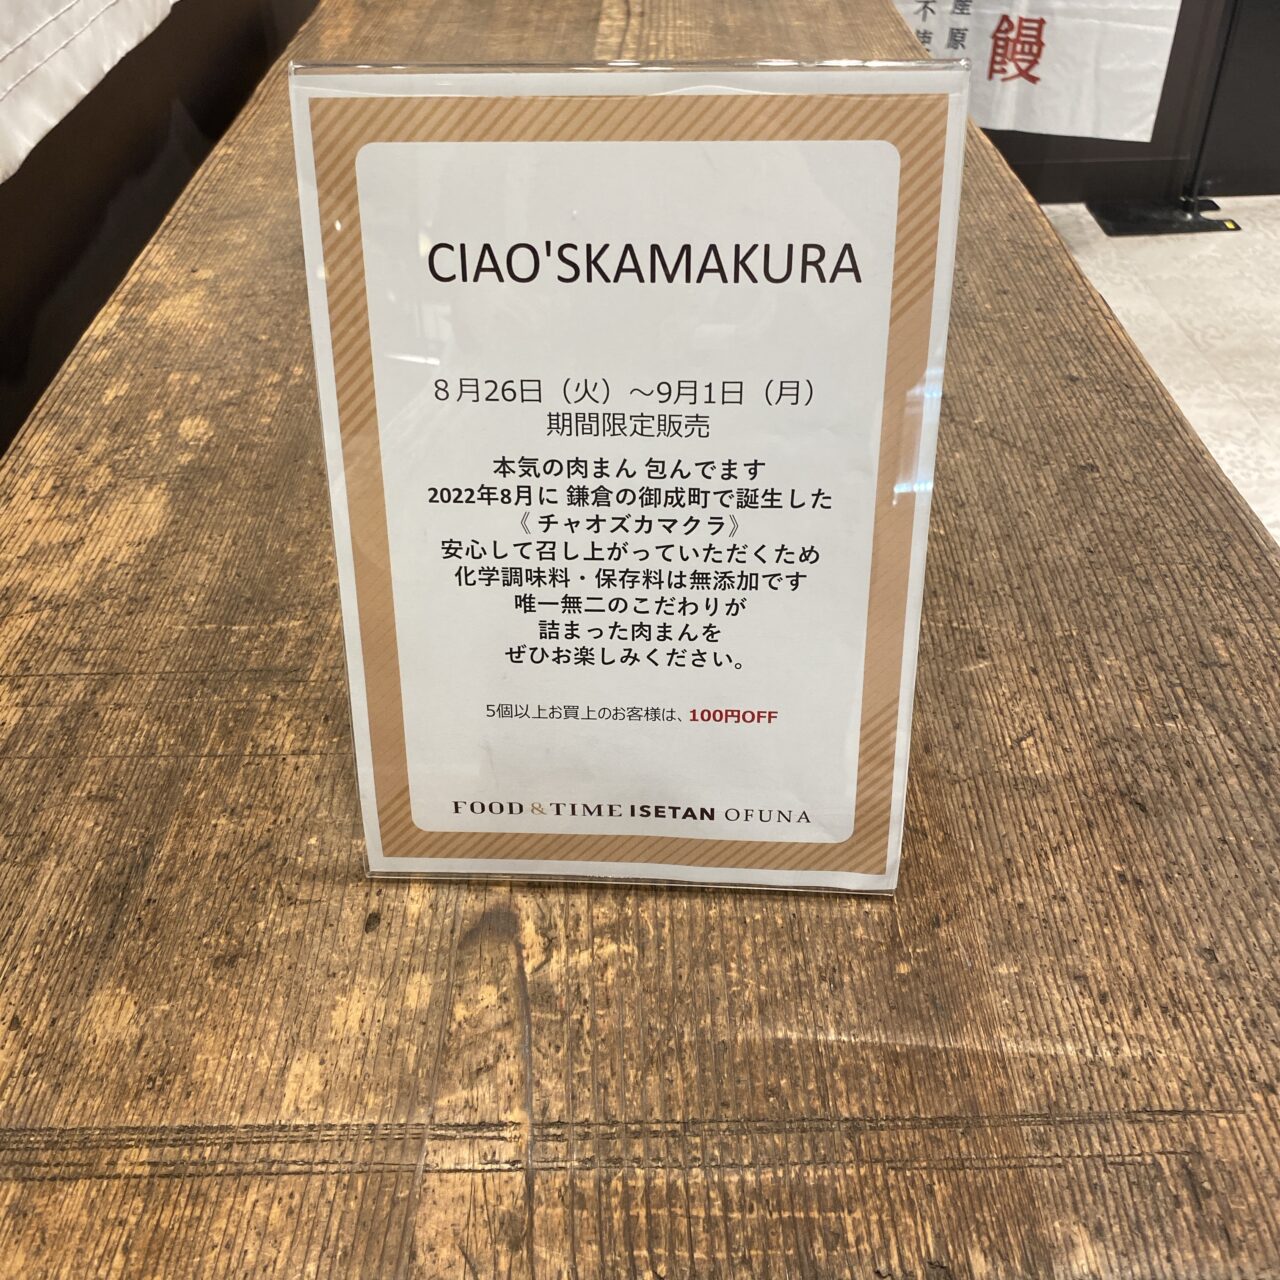 不使
産原
饅
CIAO'SKAMAKURA
8月26日（火）～9月1日（月）
期間限定販売
本気の肉まん 包んでます
2022年8月に 鎌倉の御成町で誕生した
《 チャオズカマクラ》
安心して召し上がっていただくため
化学調味料・保存料は無添加です
唯一無二のこだわりが
詰まった肉まんを
ぜひお楽しみください。
5個以上お買上のお客様は、100円OFF
FOOD & TIME ISETAN OFUNA